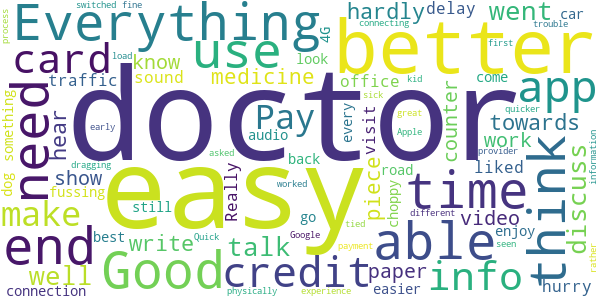 process
switched fine
Everything
hardly
delay
car
connecting
4G
went
better
first
trouble
load
card
know
use
look
come
app
traffic
sound
medicine
office
kid
quicker
something
need
hear
doctor
Pay
audio
every
visit
counter
towards
early
sick
great
back
piece
Apple
provider
work
information
dog
show
dragging
asked
Really
road
liked
think
discuss
fussing
easy
choppy
time
make
still
worked
go
tied
able
different
video
enjoy
end
best
write
talk
Google
paper
easier
info
seen
rather
well
Good
credit
payment
hurry
connection
Quick
physically
experience